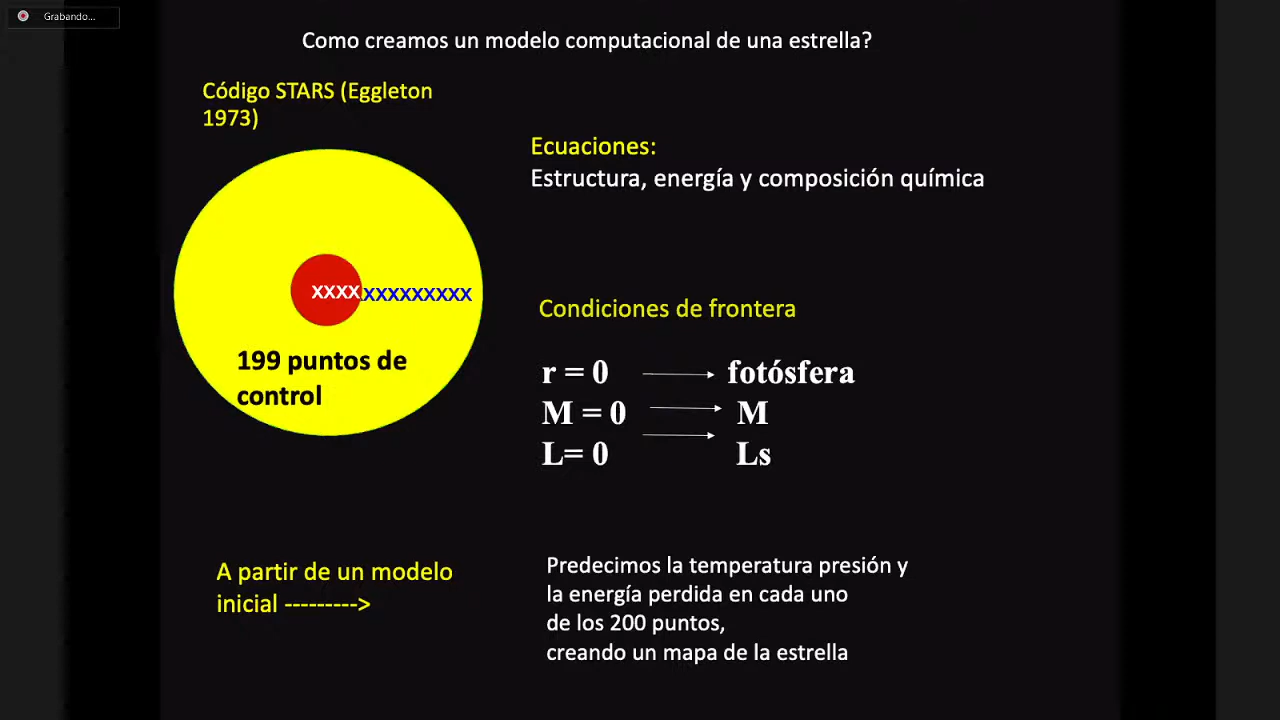 Grabando...
Como creamos un modelo computacional de una estrella?
Código STARS (Eggleton
1973)
Ecuaciones:
Estructura, energía y composición química
XXXX XXXXXXXXX
199 puntos de
control
Condiciones de frontera
r = 0 fotósfera
M = 0 M
L= 0 Ls
A partir de un modelo
inicial --------->
Predecimos la temperatura presión y
la energía perdida en cada uno
de los 200 puntos,
creando un mapa de la estrella